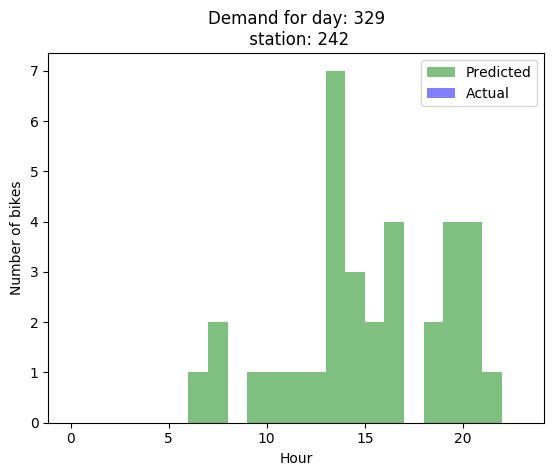 Demand for day: 329
station: 242
Predicted
Actual
Number of bikes
7
6
5
4
3
2
1
0
0 5 10 15 20
Hour